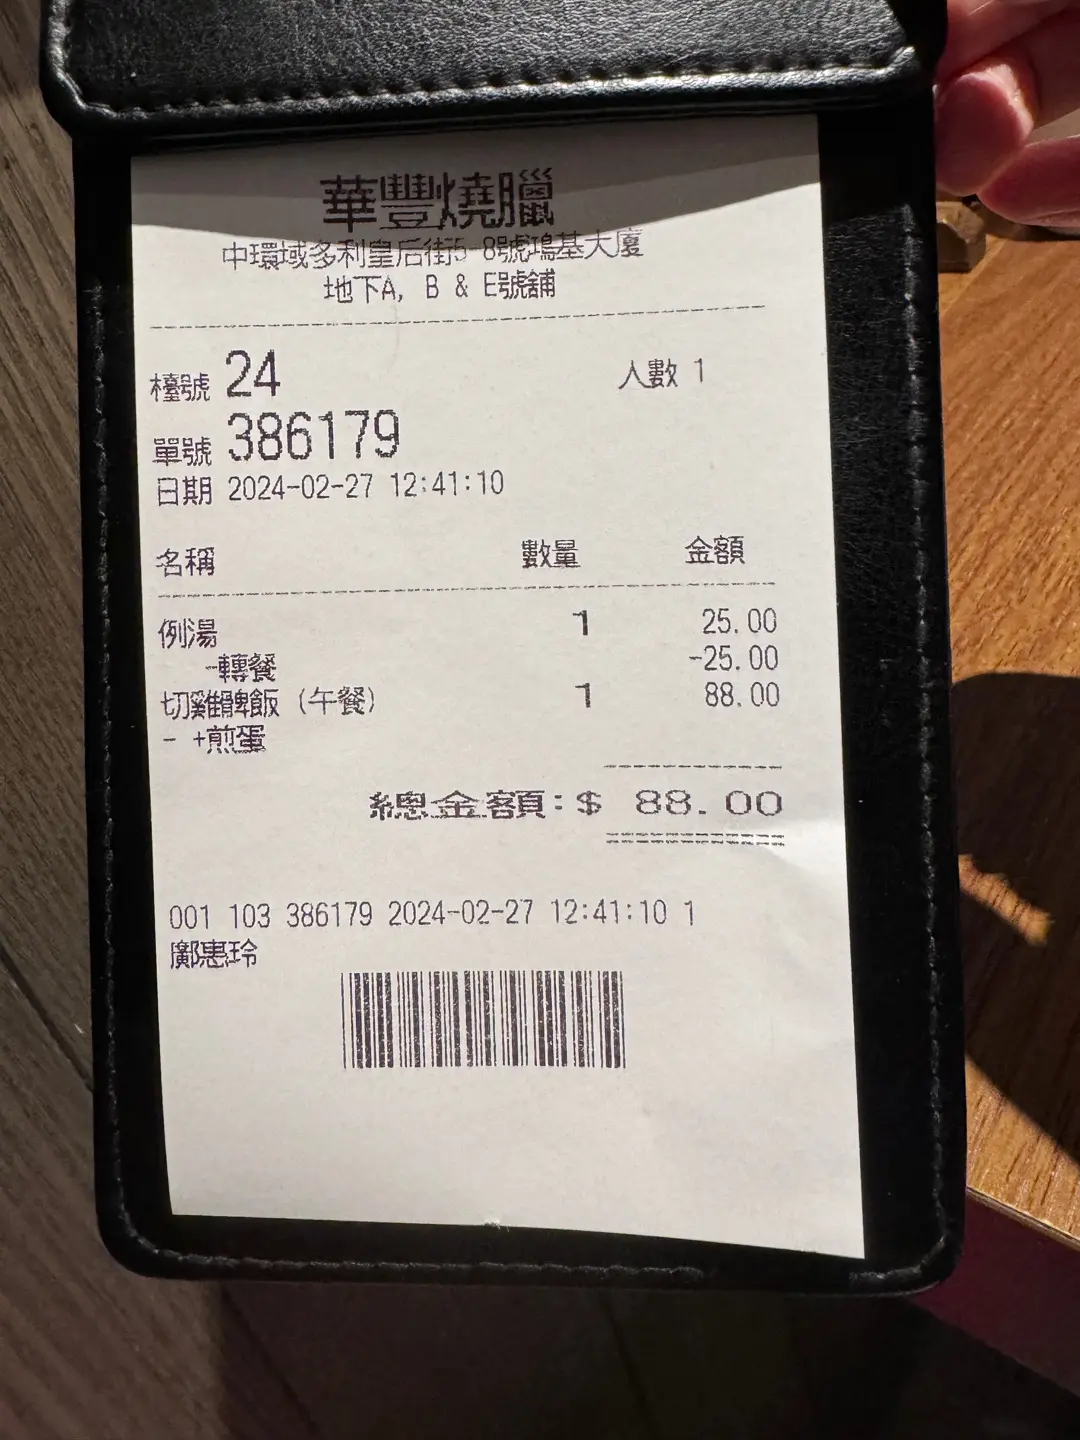 華豐燒臘
中環域多利皇后街5-8號鴻基大廈
地下A, B & E號舖
檯號 24 人數 1
單號 386179
日期 2024-02-27 12:41:10
名稱 數量 金額
例湯 1 25.00
-轉餐 -25.00
切雞髀飯 (午餐) 1 88.00
- +煎蛋
總金額:$ 88.00
001 103 386179 2024-02-27 12:41:10 1
鄺惠玲